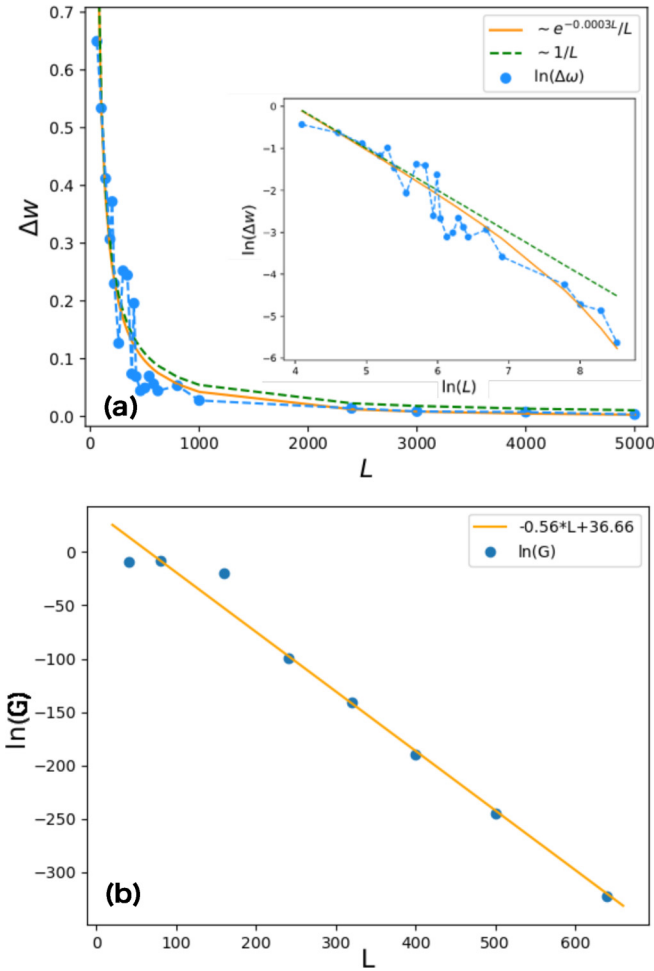 0.7
0.6
0.5
0.4
0.3
0.2
0.1
0.0
Δw
∼ e^{−0.0003L}/L
∼ 1/L
ln(Δω)
0
−1
−2
−3
−4
−5
−6
ln(Δw)
4 5 6 7 8
ln(L)
(a)
0 1000 2000 3000 4000 5000
L
-0.56*L+36.66
ln(G)
0
−50
−100
−150
−200
−250
−300
ln(G)
(b)
0 100 200 300 400 500 600
L